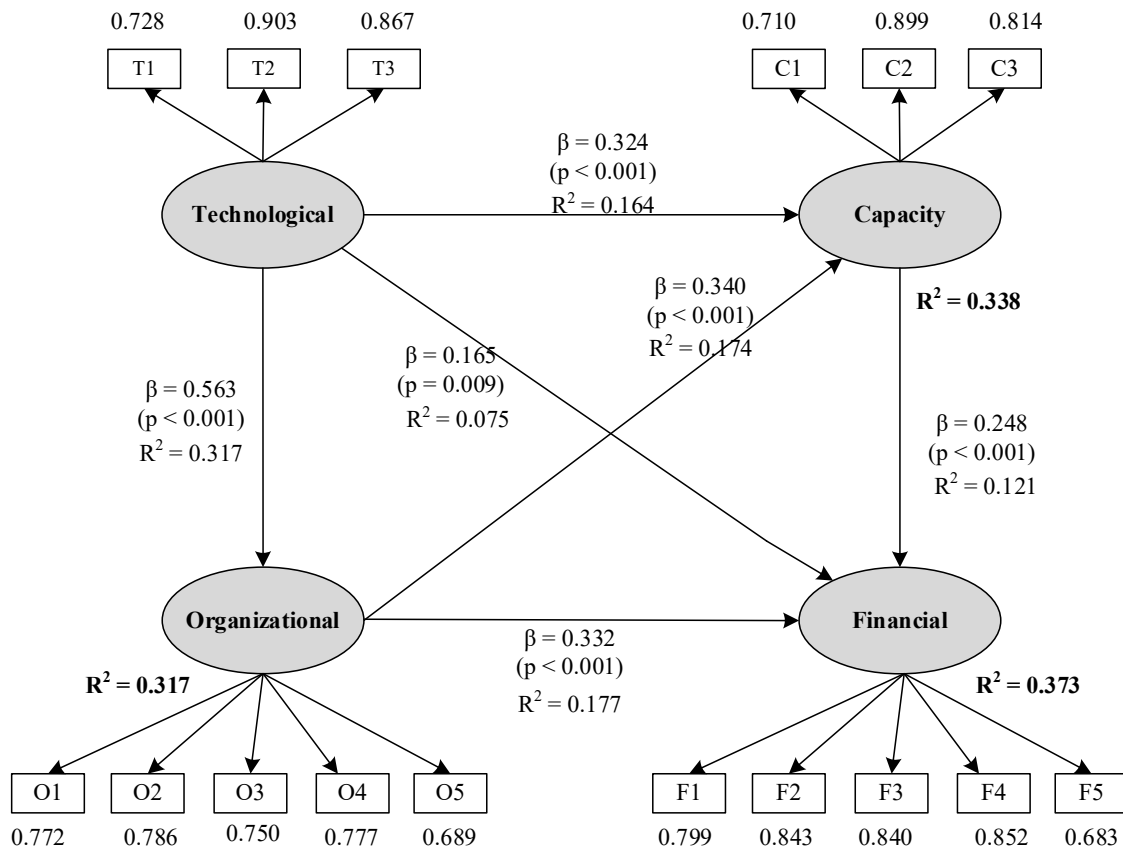 0.728 0.903 0.867 0.710 0.899 0.814
T1 T2 T3 C1 C2 C3
β = 0.324
(p < 0.001)
R² = 0.164
Technological Capacity
β = 0.340
(p < 0.001)
R² = 0.174
R² = 0.338
β = 0.165
(p = 0.009)
R² = 0.075
β = 0.563
(p < 0.001)
R² = 0.317
β = 0.248
(p < 0.001)
R² = 0.121
Organizational Financial
β = 0.332
(p < 0.001)
R² = 0.177
R² = 0.317 R² = 0.373
O1 O2 O3 O4 O5 F1 F2 F3 F4 F5
0.772 0.786 0.750 0.777 0.689 0.799 0.843 0.840 0.852 0.683